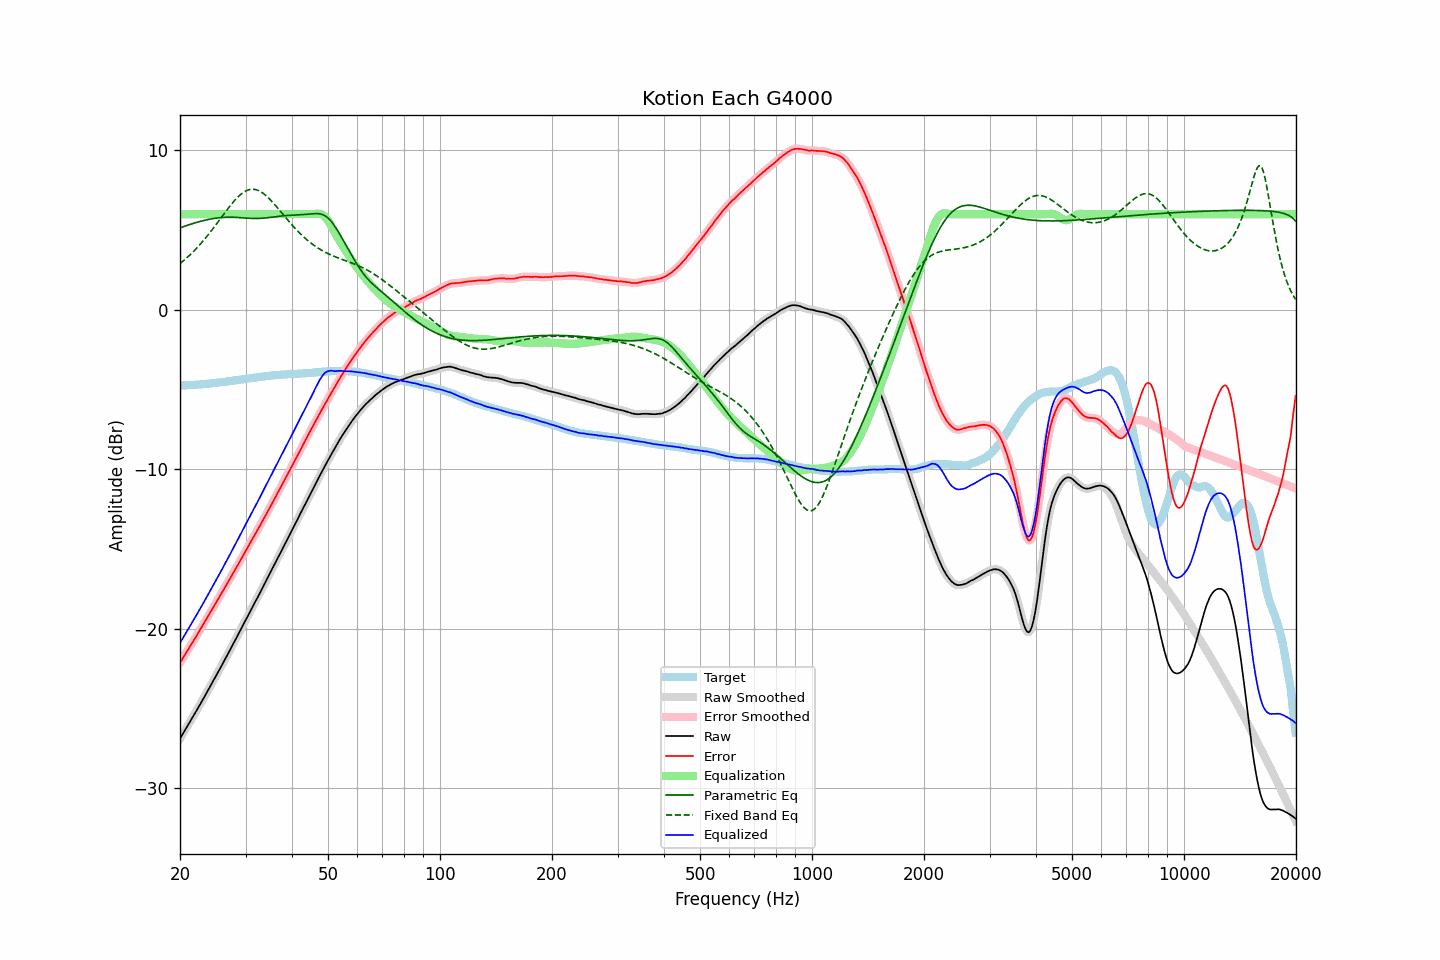 Kotion Each G4000
Amplitude (dBr)
10
0
−10
−20
−30
Target
Raw Smoothed
Error Smoothed
Raw
Error
Equalization
Parametric Eq
Fixed Band Eq
Equalized
20 50 100 200 500 1000 2000 5000 10000 20000
Frequency (Hz)